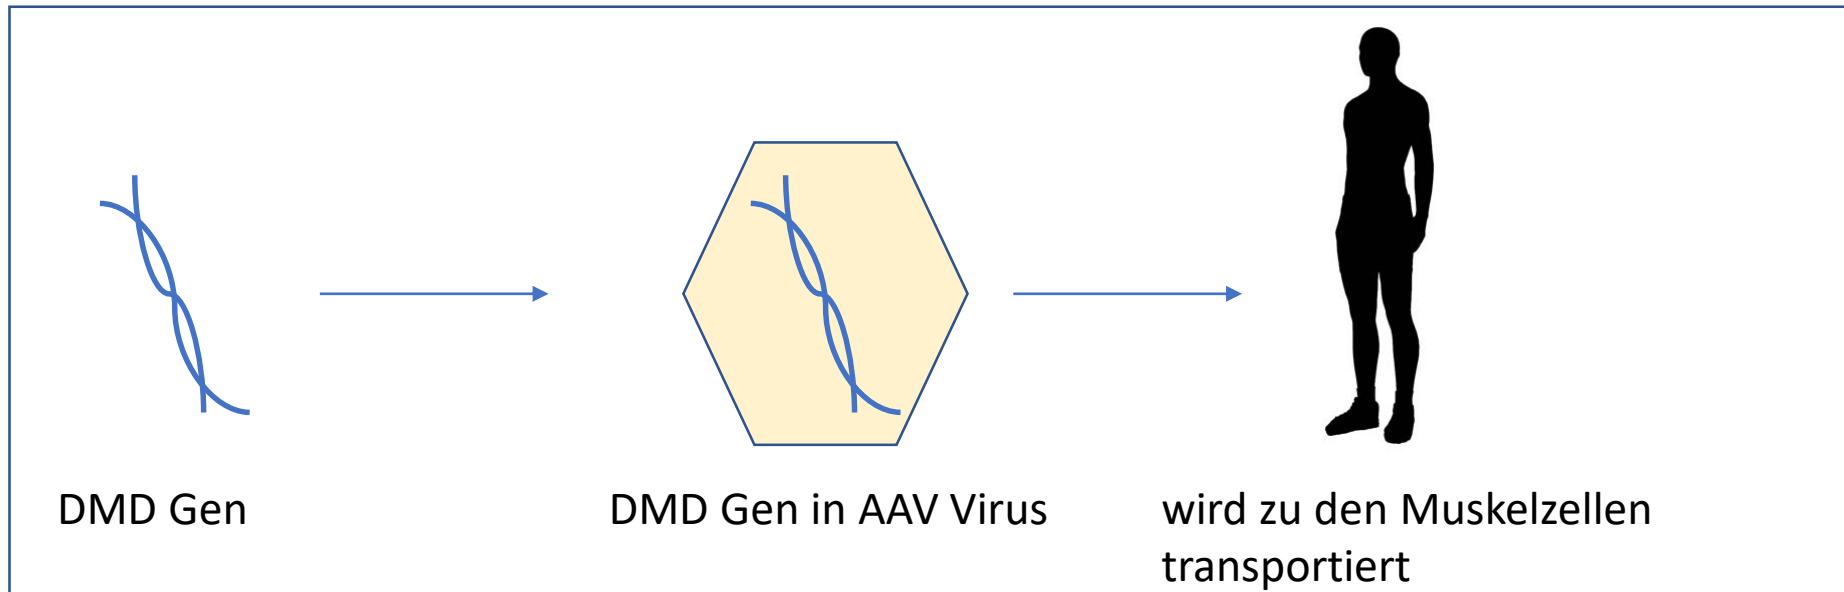 DMD Gen
DMD Gen in AAV Virus
wird zu den Muskelzellen
transportiert